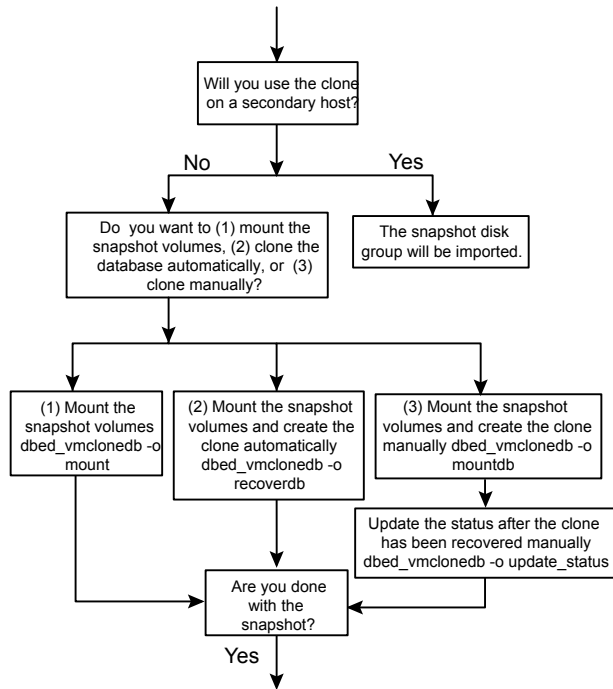 Will you use the clone
on a secondary host?
No
Yes
Do you want to (1) mount the
snapshot volumes, (2) clone the
database automatically, or (3)
clone manually?
The snapshot disk
group will be imported.
(1) Mount the
snapshot volumes
dbed_vmclonedb -o
mount
(2) Mount the snapshot
volumes and create the
clone automatically
dbed_vmclonedb -o
recoverdb
(3) Mount the snapshot
volumes and create the clone
manually dbed_vmclonedb -o
mountdb
Update the status after the clone
has been recovered manually
dbed_vmclonedb -o update_status
Are you done
with the
snapshot?
Yes